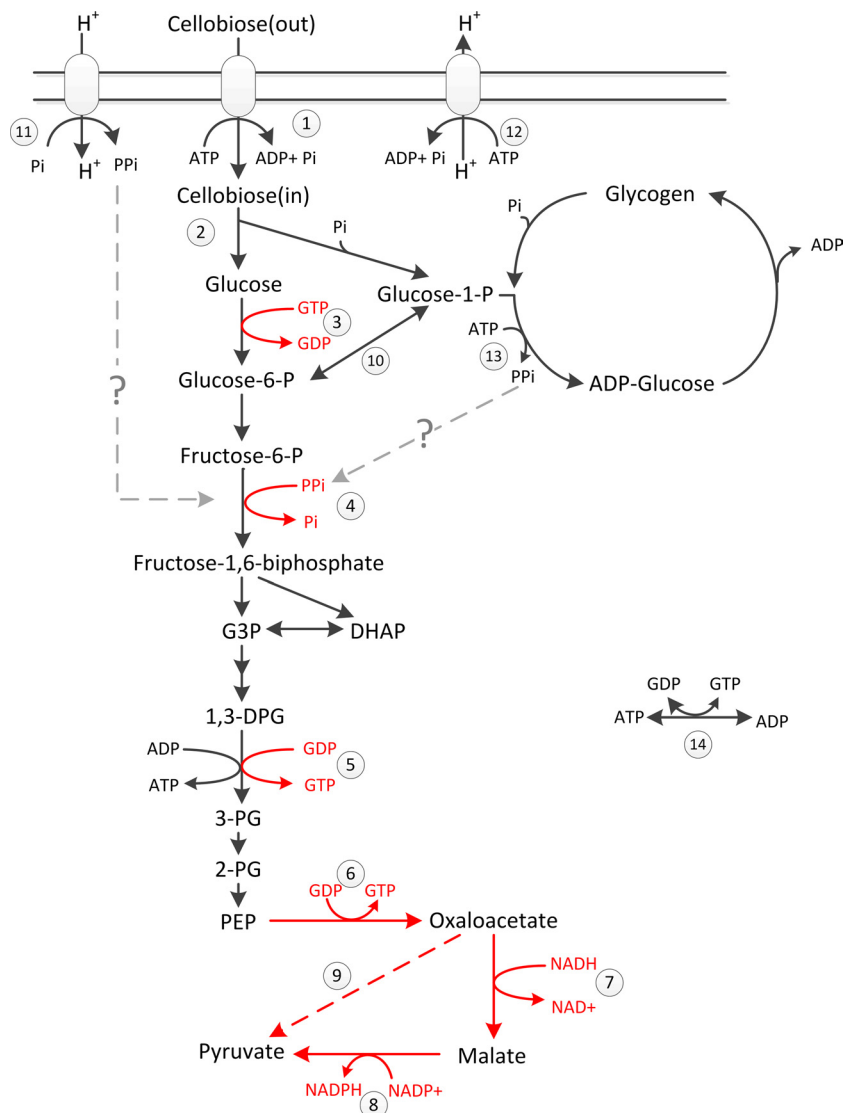 H+
Cellobiose(out)
H+
11
1
12
Pi
H+
PPi
ATP
ADP+ Pi
ADP+ Pi
H+
ATP
Cellobiose(in)
Glycogen
2
Pi
Pi
ADP
Glucose
Glucose-1-P
GTP
3
GDP
ATP
13
10
PPi
Glucose-6-P
ADP-Glucose
?
?
Fructose-6-P
PPi
4
Pi
Fructose-1,6-biphosphate
G3P
DHAP
GDP
GTP
1,3-DPG
ATP
ADP
14
ADP
GDP
5
ATP
GTP
3-PG
2-PG
6
GDP
GTP
PEP
Oxaloacetate
9
NADH
7
NAD+
Pyruvate
Malate
NADPH
NADP+
8